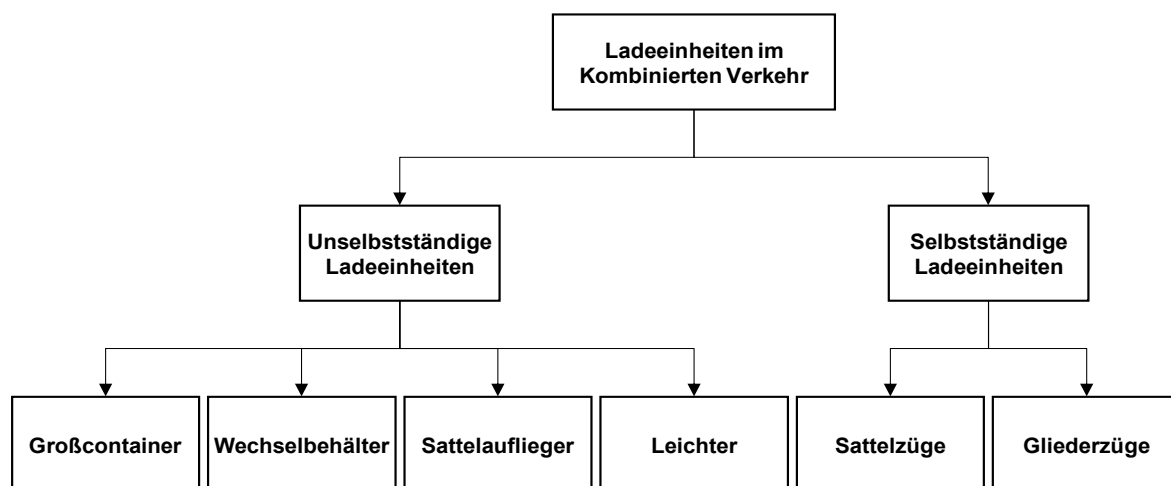 Ladeeinheiten im
Kombinierten Verkehr
Unselbstständige
Ladeeinheiten
Selbstständige
Ladeeinheiten
Großcontainer
Wechselbehälter
Sattelauflieger
Leichter
Sattelzüge
Gliederzüge